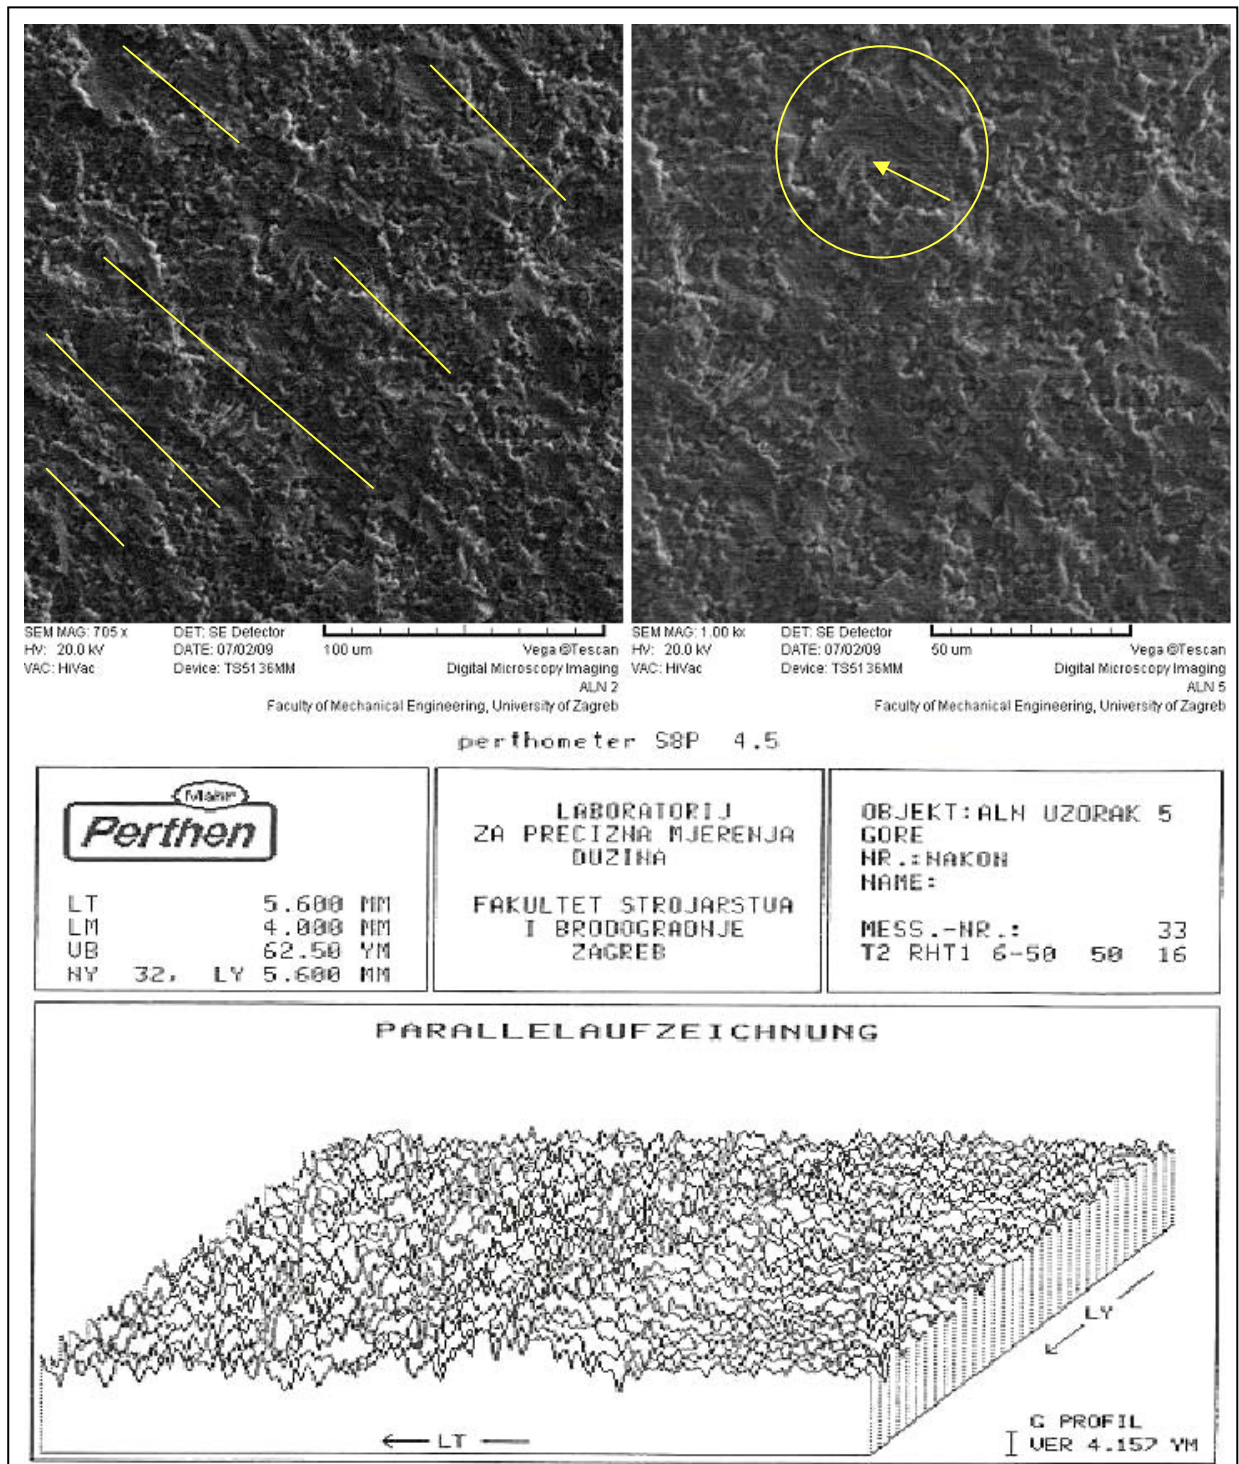 SEM MAG: 705 x DET: SE Detector
HV: 20.0 kV DATE: 07/02/09 100 um Vega ©Tescan
VAC: HiVac Device: TS5136MM Digital Microscopy Imaging
ALN 2
Faculty of Mechanical Engineering, University of Zagreb
SEM MAG: 1.00 kx DET: SE Detector
HV: 20.0 kV DATE: 07/02/09 50 um Vega ©Tescan
VAC: HiVac Device: TS5136MM Digital Microscopy Imaging
ALN 5
Faculty of Mechanical Engineering, University of Zagreb
perthometer S8P 4.5
Mahr
Perthen
LT 5.600 MM
LM 4.000 MM
VB 62.50 YM
NY 32, LY 5.600 MM
LABORATORIJ
ZA PRECIZNA MJERENJA
DUZINA
FAKULTET STROJARSTVA
I BRODOGRADNJE
ZAGREB
OBJEKT:ALN UZORAK 5
GORE
NR.:NAKON
NAME:
MESS.-NR.: 33
T2 RHT1 6-50 50 16
PARALLELAUFZEICHNUNG
LY
LT
G PROFIL
VER 4.157 YM